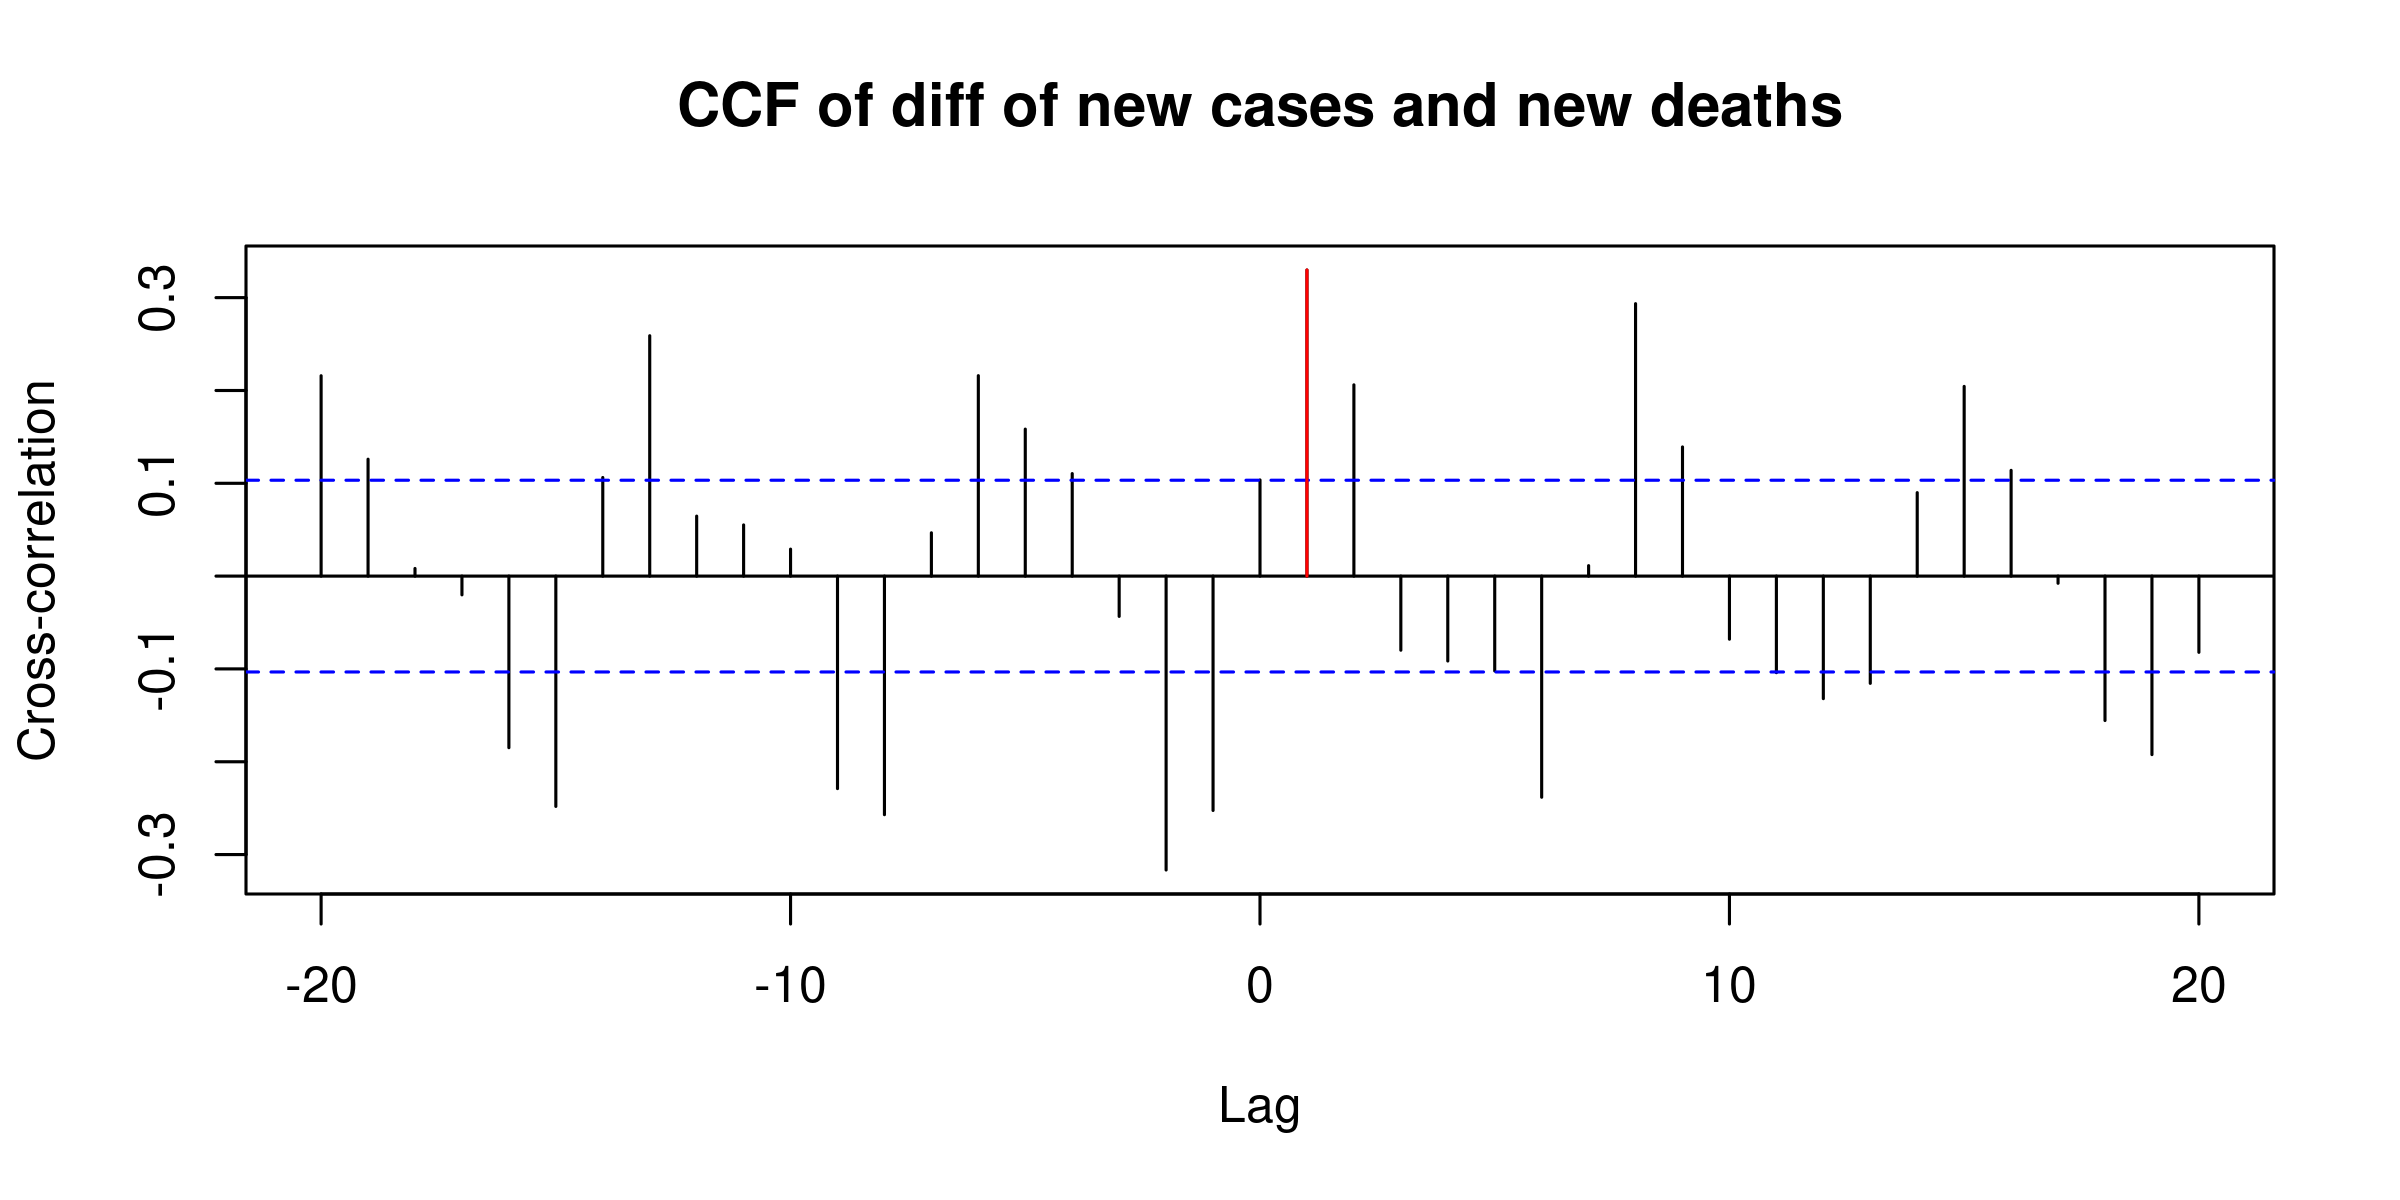 CCF of diff of new cases and new deaths
Cross-correlation
0.3
0.1
-0.1
-0.3
-20 -10 0 10 20
Lag